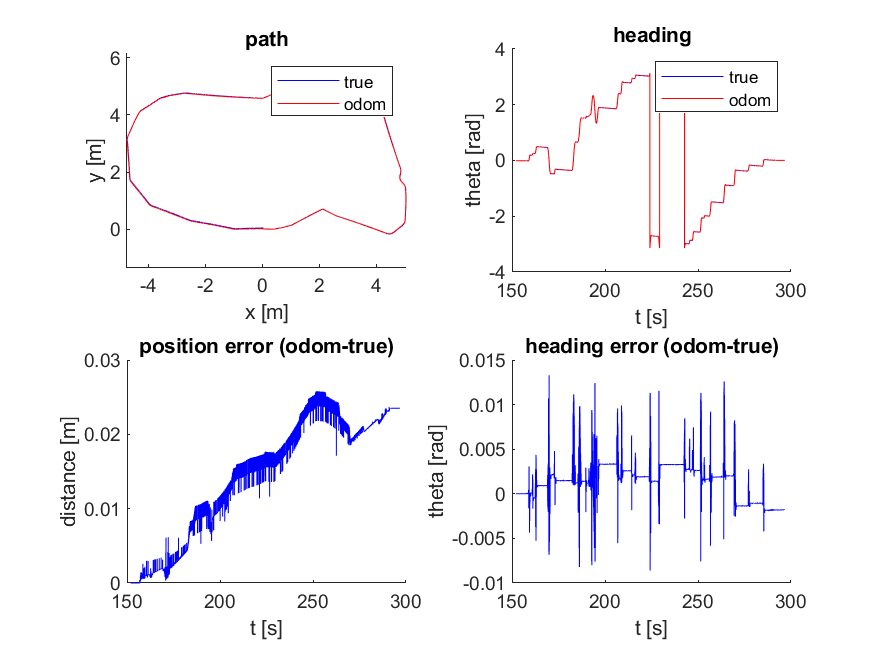 path
6
4
2
0
y [m]
-4
-2
0
2
4
x [m]
true
odom
heading
4
2
0
-2
-4
theta [rad]
150
200
250
300
t [s]
true
odom
position error (odom-true)
0.03
0.02
0.01
0
distance [m]
150
200
250
300
t [s]
heading error (odom-true)
0.015
0.01
0.005
0
-0.005
-0.01
theta [rad]
150
200
250
300
t [s]